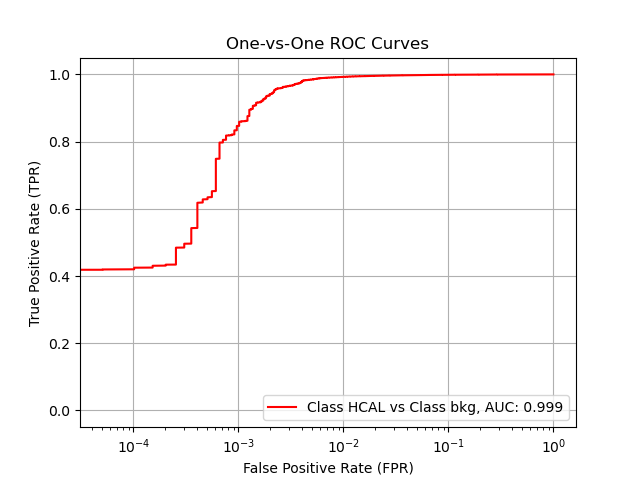 One-vs-One ROC Curves
True Positive Rate (TPR)
1.0
0.8
0.6
0.4
0.2
0.0
Class HCAL vs Class bkg, AUC: 0.999
10⁻⁴ 10⁻³ 10⁻² 10⁻¹ 10⁰
False Positive Rate (FPR)